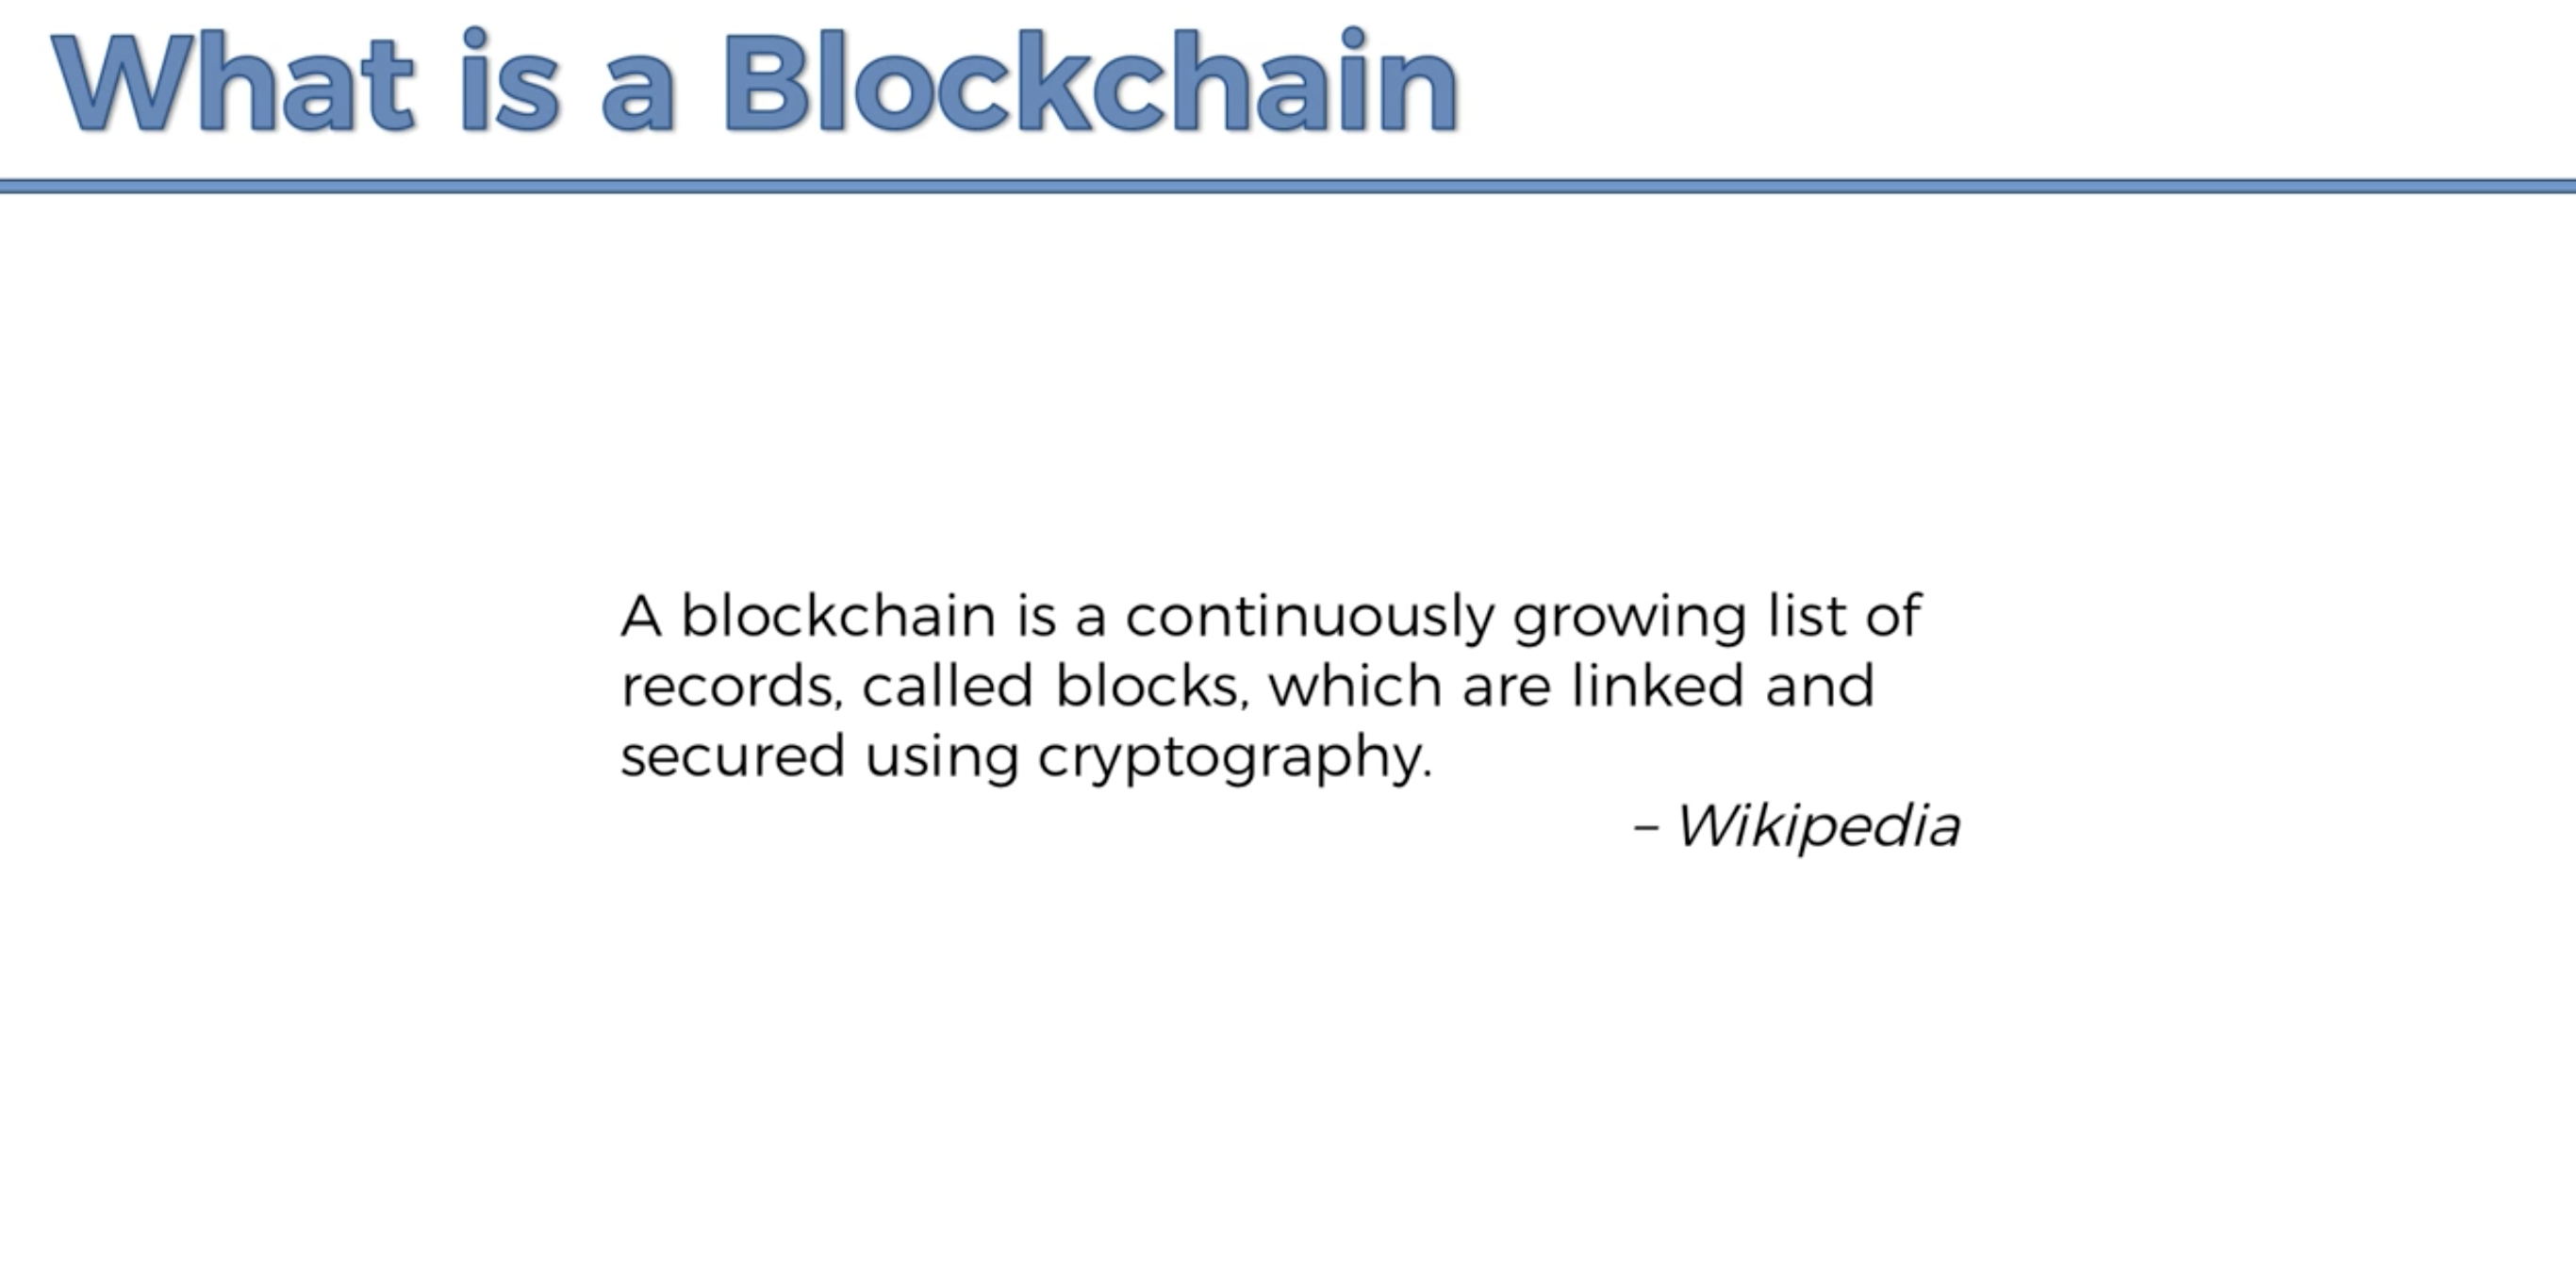 What is a Blockchain
A blockchain is a continuously growing list of
records, called blocks, which are linked and
secured using cryptography.
– Wikipedia